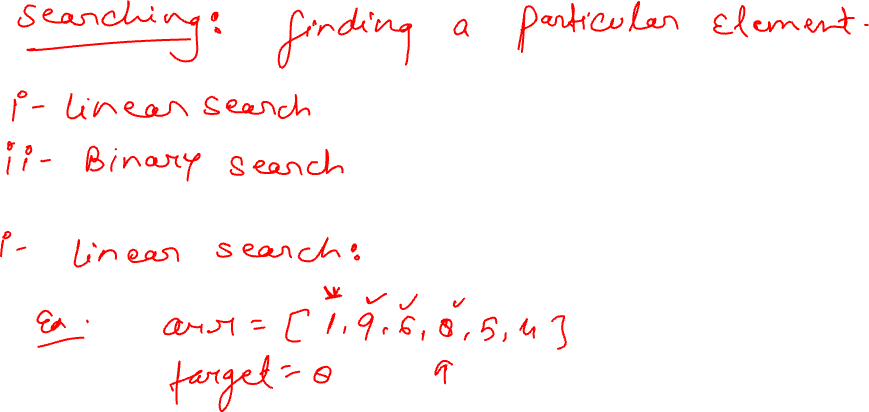 Searching: finding a particular Element.
i- linear search
ii- Binary search
i- linear search:
Ex. arr = [1, 9, 6, 8, 5, 4]
target = 8